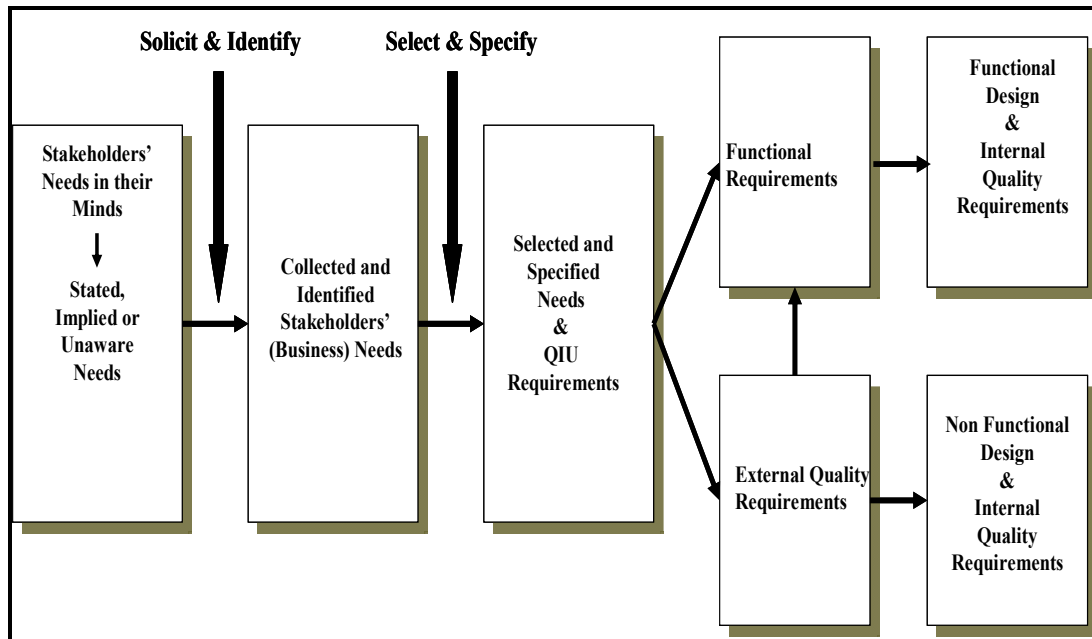 Solicit & Identify
Select & Specify
Stakeholders’
Needs in their
Minds
Stated,
Implied or
Unaware
Needs
Collected and
Identified
Stakeholders’
(Business) Needs
Selected and
Specified
Needs
&
QIU
Requirements
Functional
Requirements
Functional
Design
&
Internal
Quality
Requirements
External Quality
Requirements
Non Functional
Design
&
Internal
Quality
Requirements